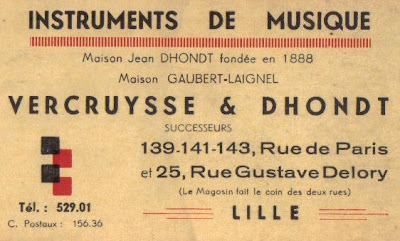 INSTRUMENTS DE MUSIQUE
Maison Jean DHONDT fondée en 1888
Maison GAUBERT-LAIGNEL
VERCRUYSSE & DHONDT
SUCCESSEURS
139-141-143, Rue de Paris
et 25, Rue Gustave Delory
(Le Magasin fait le coin des deux rues)
Tél. : 529.01
C. Postaux : 156.36
LILLE